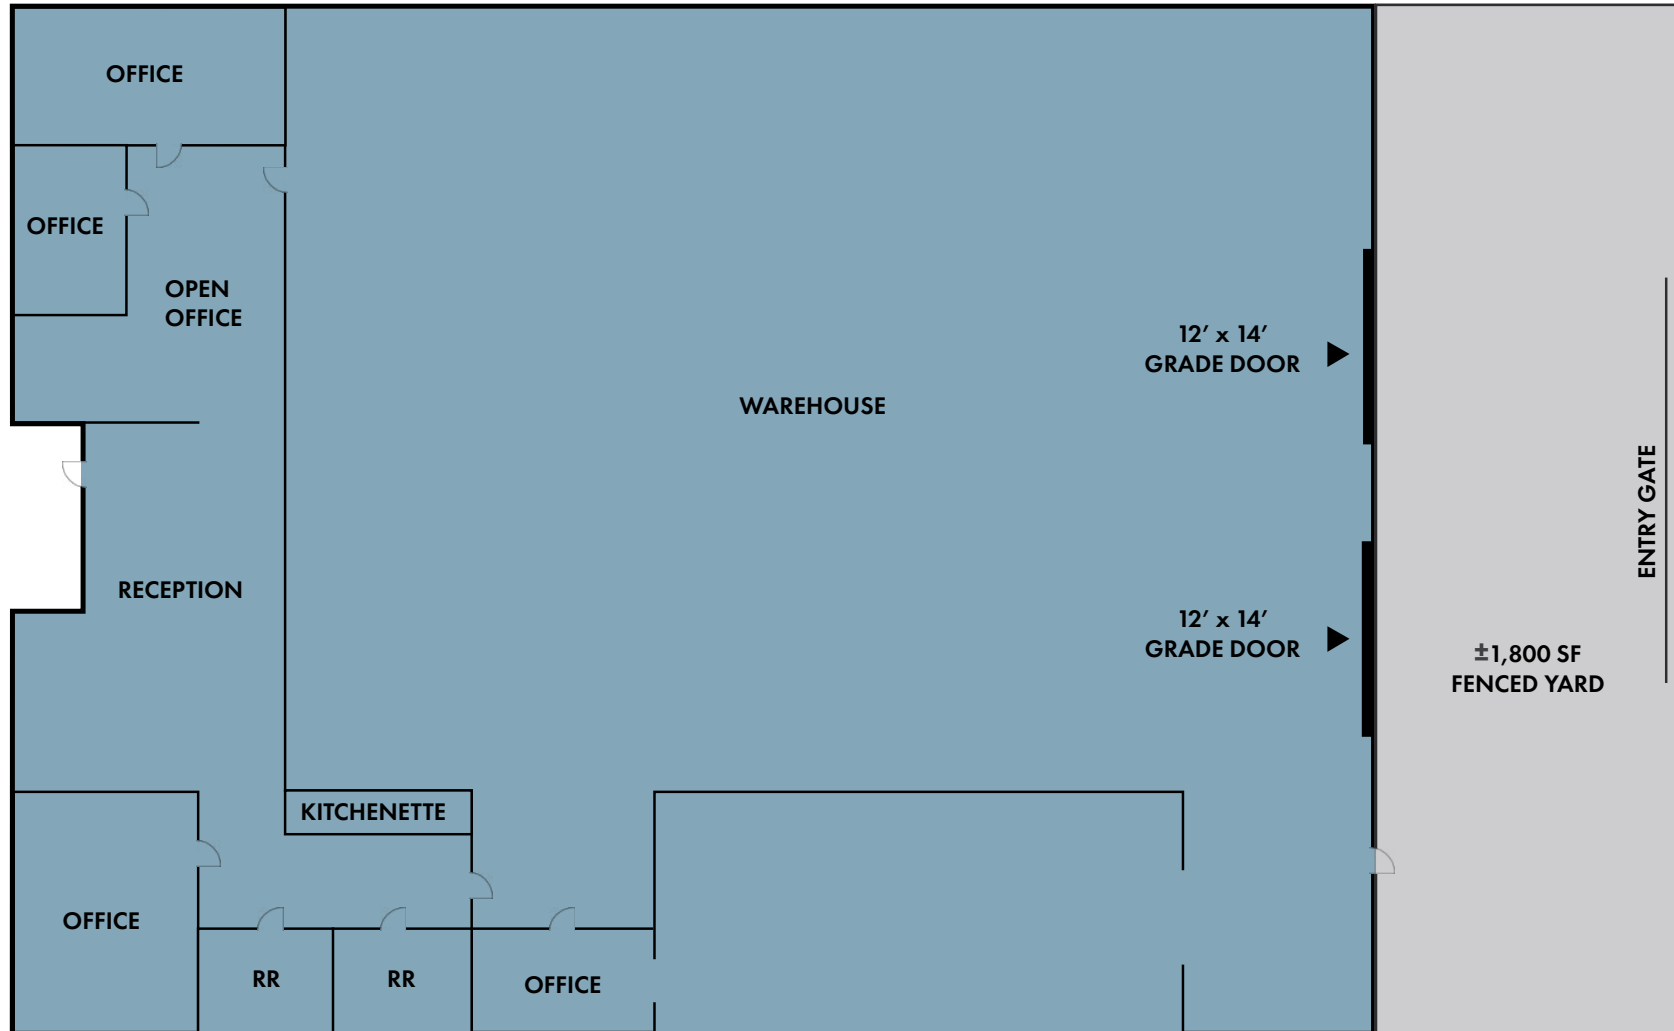 OFFICE
OFFICE
OPEN
OFFICE
12′ x 14′
GRADE DOOR
WAREHOUSE
ENTRY GATE
RECEPTION
12′ x 14′
GRADE DOOR
±1,800 SF
FENCED YARD
KITCHENETTE
OFFICE
RR
RR
OFFICE